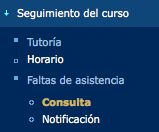 Seguimiento del curso
Tutoría
Horario
Faltas de asistencia
Consulta
Notificación